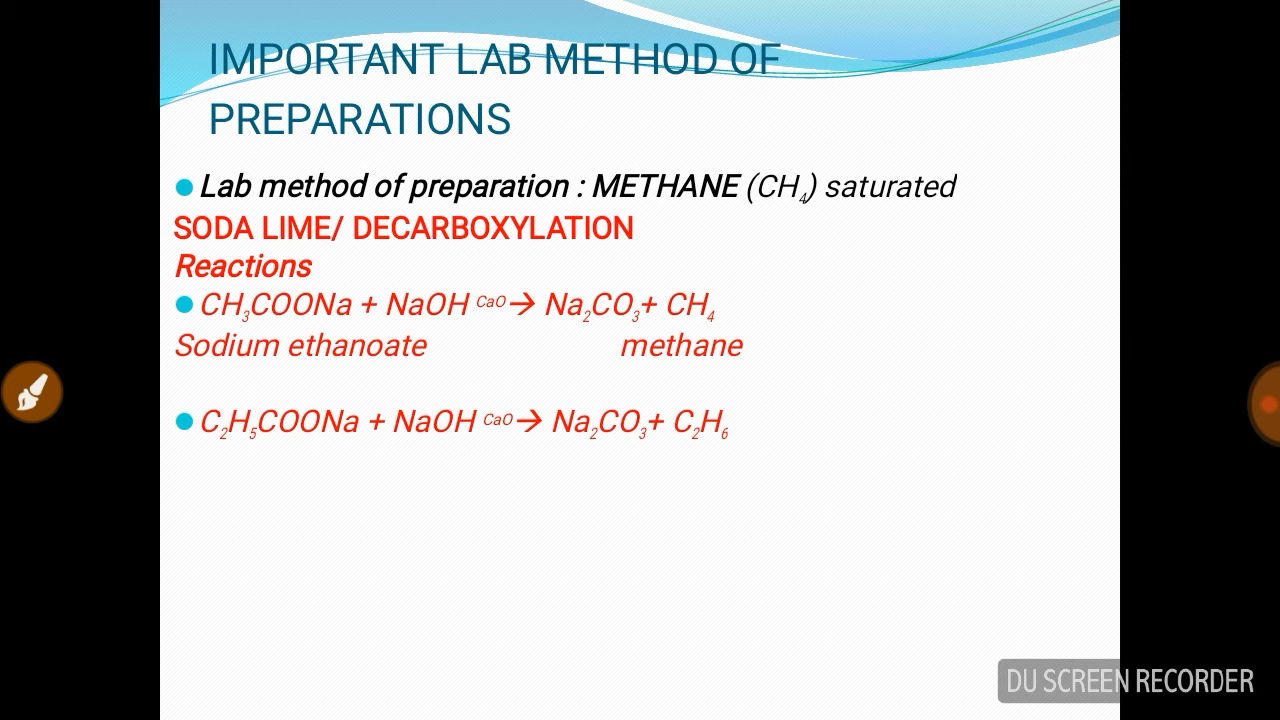 IMPORTANT LAB METHOD OF
PREPARATIONS
Lab method of preparation : METHANE (CH₄) saturated
SODA LIME/ DECARBOXYLATION
Reactions
CH₃COONa + NaOH ᶜᵃᴼ→ Na₂CO₃+ CH₄
Sodium ethanoate methane
C₂H₅COONa + NaOH ᶜᵃᴼ→ Na₂CO₃+ C₂H₆
DU SCREEN RECORDER